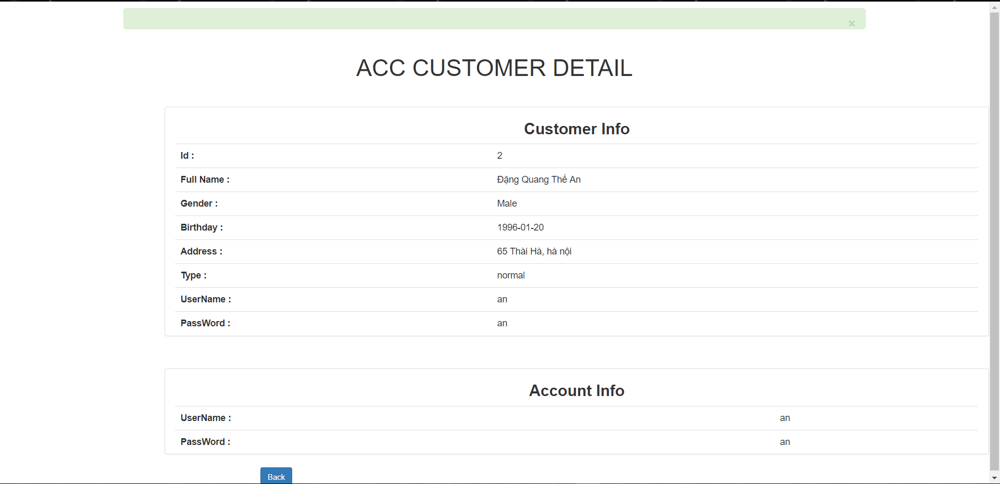 ×
ACC CUSTOMER DETAIL
Customer Info
Id : 2
Full Name : Đặng Quang Thế An
Gender : Male
Birthday : 1996-01-20
Address : 65 Thài Hà, hà nội
Type : normal
UserName : an
PassWord : an
Account Info
UserName : an
PassWord : an
Back